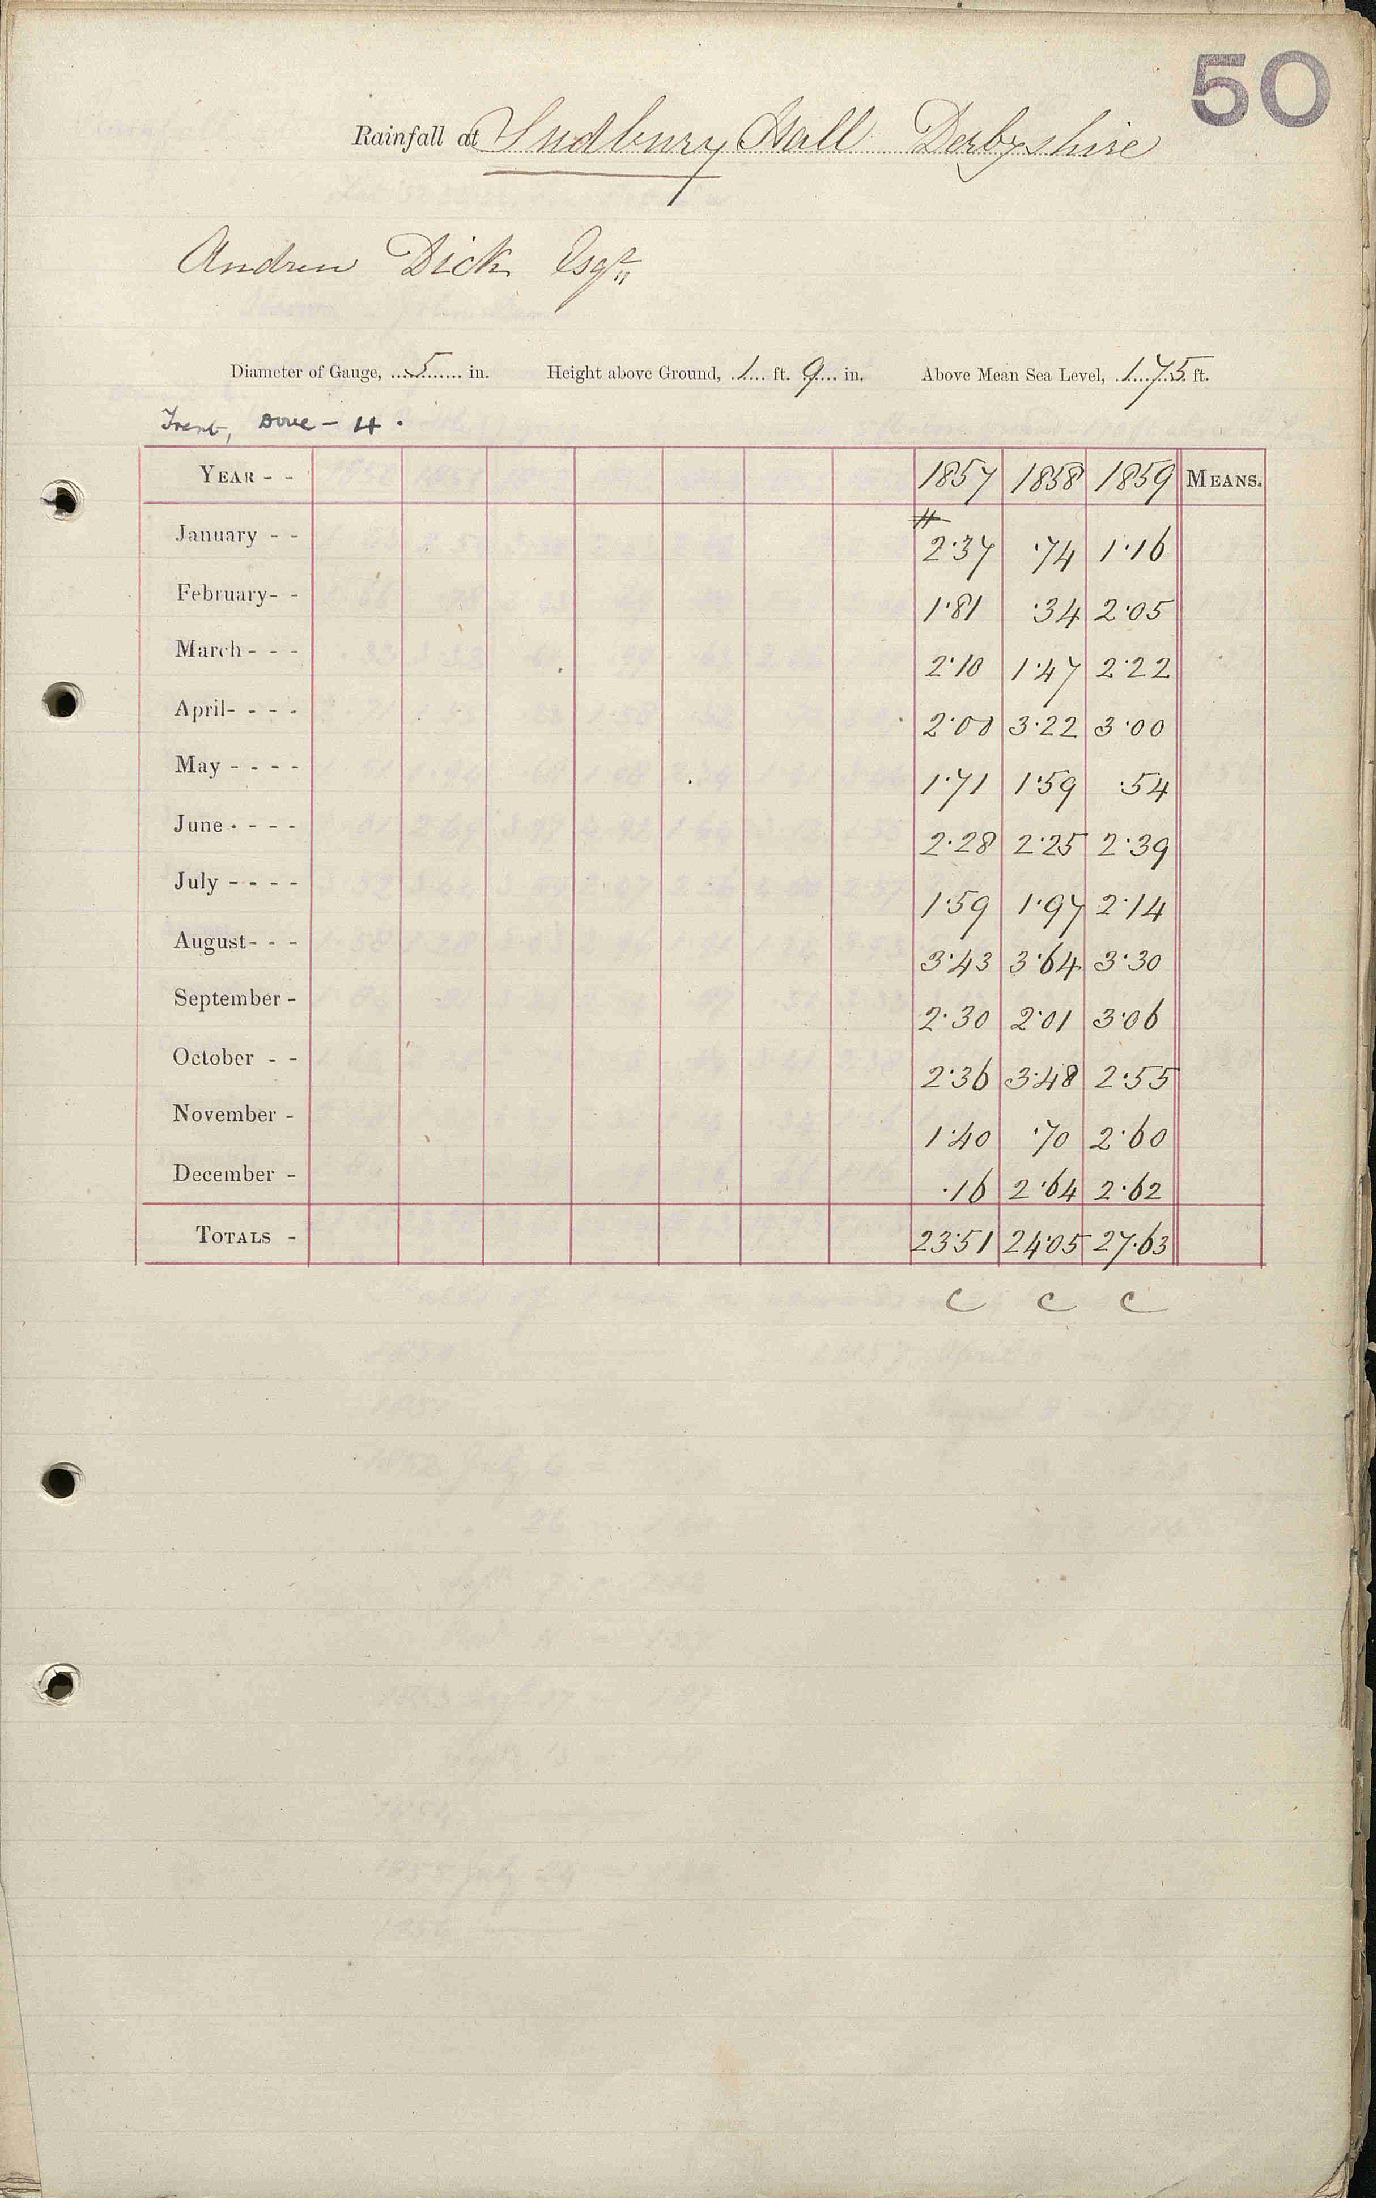 50
Rainfall at Sudbury Hall Derbyshire
Andrew Dick Esqr
Diameter of Gauge, 5 in. Height above Ground, 1 ft. 9 in. Above Mean Sea Level, 175 ft.
Trent, Dove - 4.
YEAR - - 1857 1858 1859 MEANS.
January - - 2·37 ·74 1·16
February - - 1·81 ·34 2·05
March - - - 2·10 1·47 2·22
April - - - - 2·00 3·22 3·00
May - - - - 1·71 1·59 ·54
June - - - - 2·28 2·25 2·39
July - - - - 1·59 1·97 2·14
August - - - 3·43 3·64 3·30
September - 2·30 2·01 3·06
October - - 2·36 3·48 2·55
November - 1·40 ·70 2·60
December - ·16 2·64 2·62
TOTALS - 23·51 24·05 27·63
C C C